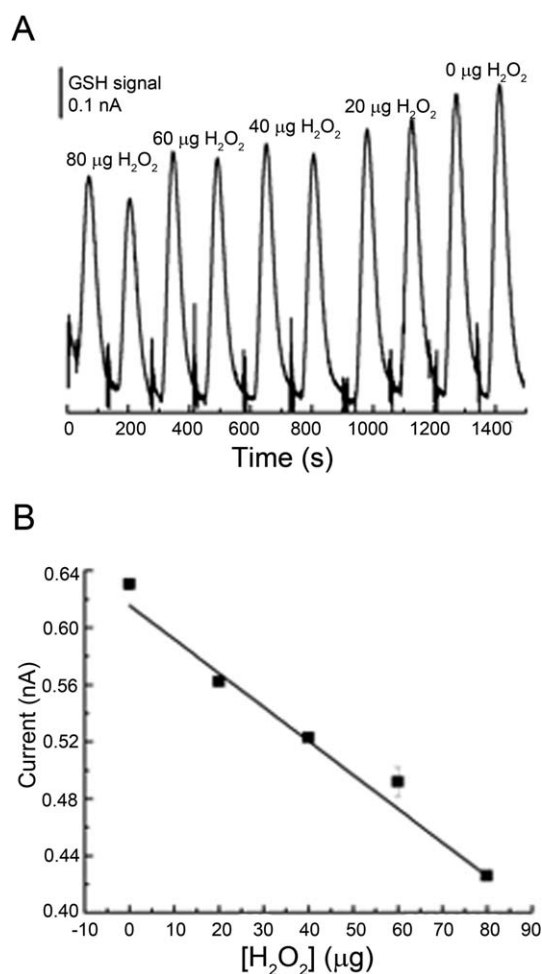 A
GSH signal
0.1 nA
0 μg H₂O₂
20 μg H₂O₂
40 μg H₂O₂
60 μg H₂O₂
80 μg H₂O₂
0 200 400 600 800 1000 1200 1400
Time (s)
B
0.64
0.60
0.56
0.52
0.48
0.44
0.40
Current (nA)
-10 0 10 20 30 40 50 60 70 80 90
[H₂O₂] (μg)